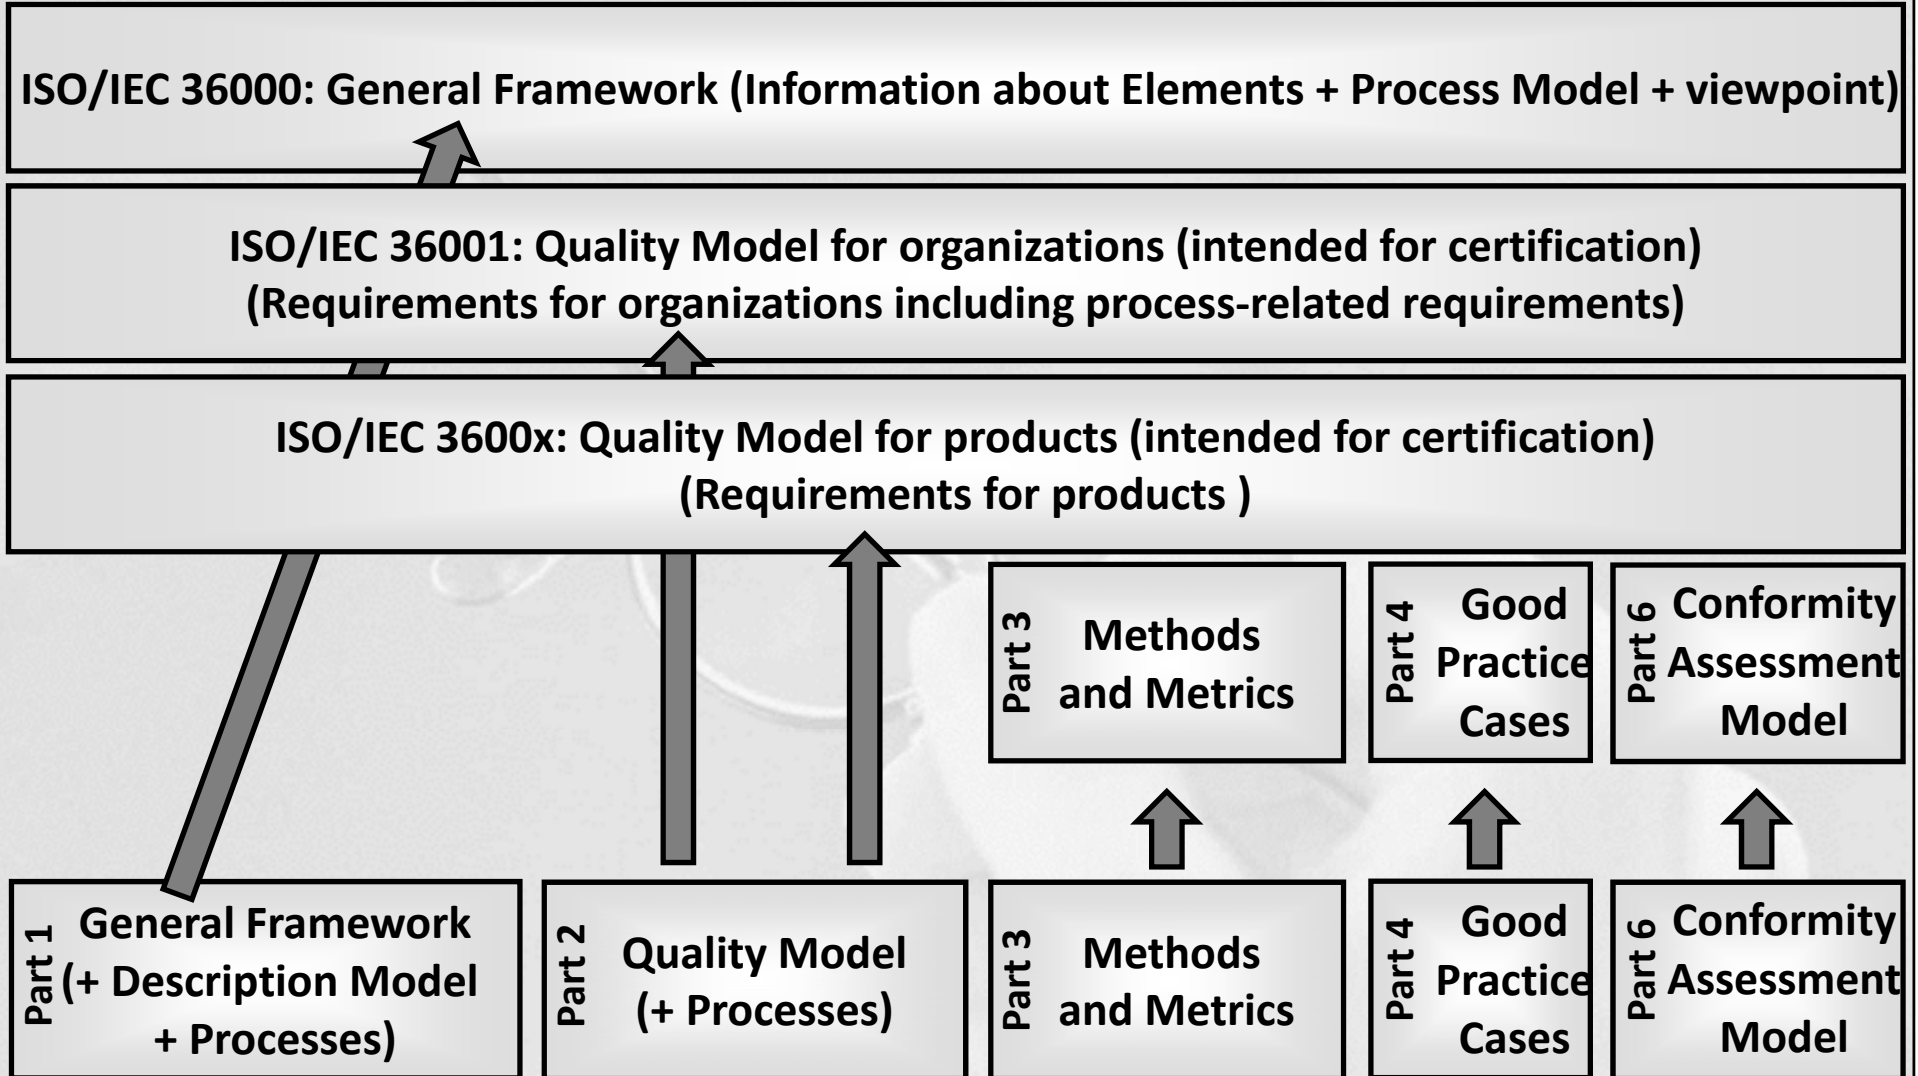 ISO/IEC 36000: General Framework (Information about Elements + Process Model + viewpoint)
ISO/IEC 36001: Quality Model for organizations (intended for certification)
(Requirements for organizations including process-related requirements)
ISO/IEC 3600x: Quality Model for products (intended for certification)
(Requirements for products )
Part 3
Methods
and Metrics
Part 4
Good
Practice
Cases
Part 6
Conformity
Assessment
Model
Part 1
General Framework
(+ Description Model
+ Processes)
Part 2
Quality Model
(+ Processes)
Part 3
Methods
and Metrics
Part 4
Good
Practice
Cases
Part 6
Conformity
Assessment
Model